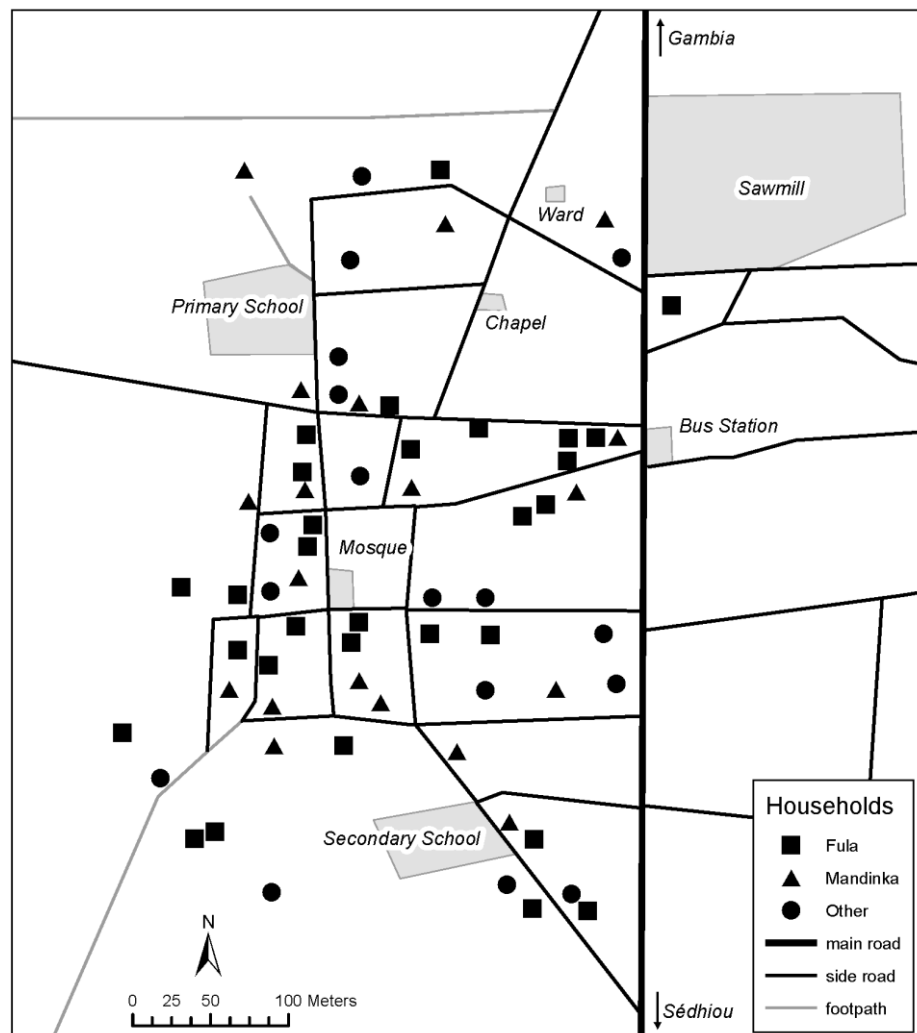 Gambia
Sawmill
Ward
Primary School
Chapel
Bus Station
Mosque
Secondary School
Households
Fula
Mandinka
Other
main road
side road
footpath
N
0 25 50 100 Meters
Sédhiou